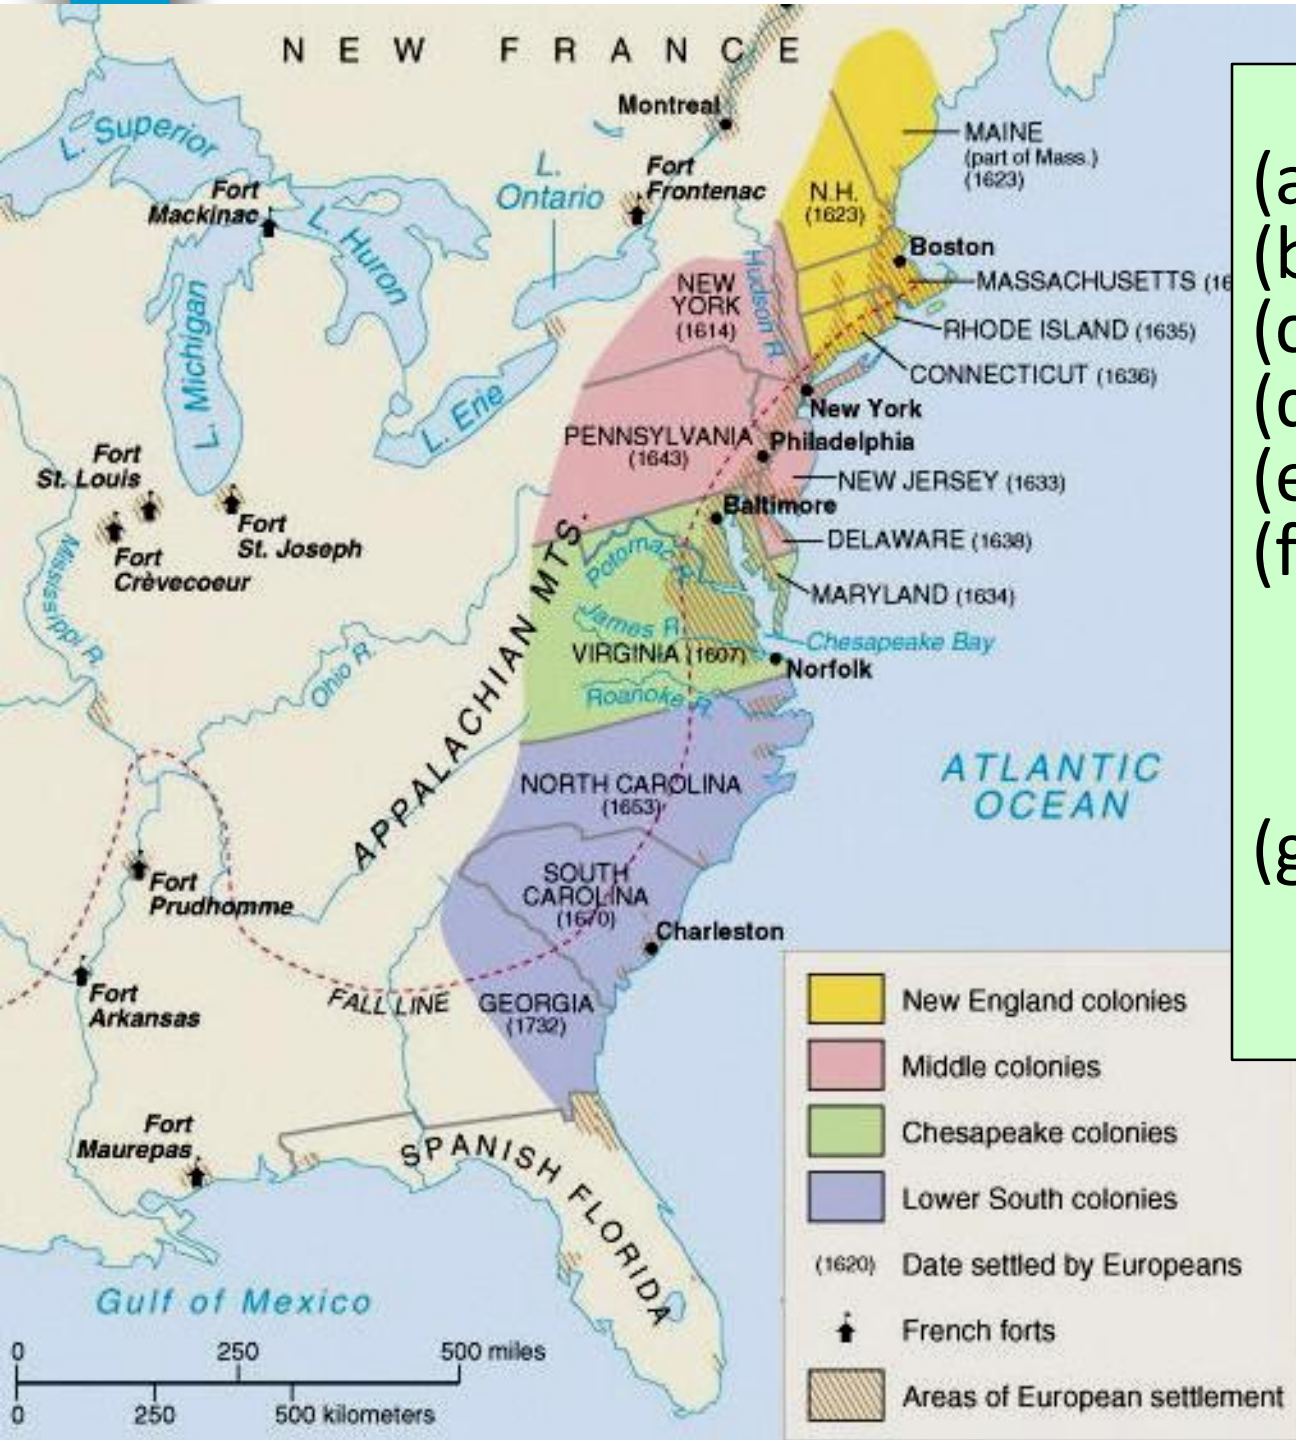 NEW FRANCE
Montreal
L. Superior
Fort
Mackinac
L. Huron
L.
Ontario
Fort
Frontenac
MAINE
(part of Mass.)
(1623)
N.H.
(1623)
Boston
MASSACHUSETTS (16
RHODE ISLAND (1635)
CONNECTICUT (1636)
Hudson R.
NEW
YORK
(1614)
L. Michigan
L. Erie
New York
PENNSYLVANIA
(1643)
Philadelphia
NEW JERSEY (1633)
Baltimore
DELAWARE (1638)
MARYLAND (1634)
Fort
St. Louis
Fort
St. Joseph
Fort
Crèvecoeur
Mississippi R.
Ohio R.
APPALACHIAN MTS.
Potomac R.
James R.
VIRGINIA (1607)
Chesapeake Bay
Norfolk
Roanoke R.
NORTH CAROLINA
(1653)
ATLANTIC
OCEAN
SOUTH
CAROLINA
(1670)
Charleston
Fort
Prudhomme
Fort
Arkansas
FALL LINE
GEORGIA
(1732)
Fort
Maurepas
SPANISH FLORIDA
Gulf of Mexico
0 250 500 miles
0 250 500 kilometers
New England colonies
Middle colonies
Chesapeake colonies
Lower South colonies
(1620) Date settled by Europeans
French forts
Areas of European settlement
(a
(b
(c
(d
(e
(f
(g